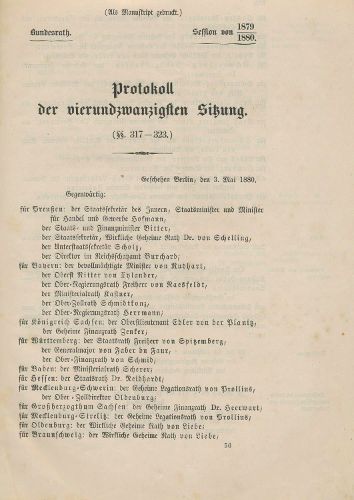 (Als Manuskript gedruckt.)
Bundesrath.
Session von 1879
1880.
Protokoll
der vierundzwanzigsten Sitzung.
(§§. 317—323.)
Geschehen Berlin, den 3. Mai 1880.
Gegenwärtig:
für Preußen: der Staatssekretär des Innern, Staatsminister und Minister
für Handel und Gewerbe Hofmann,
der Staats- und Finanzminister Bitter,
der Staatssekretär, Wirkliche Geheime Rath Dr. von Schelling,
der Unterstaatssekretär Scholz,
der Direktor im Reichsschatzamt Burchard;
für Bayern: der bevollmächtigte Minister von Rudhart,
der Oberst Ritter von Xylander,
der Ober-Regierungsrath Freiherr von Raesfeldt,
der Ministerialrath Kastner,
der Ober-Zollrath Schmidtkonz,
der Ober-Regierungsrath Herrmann;
für Königreich Sachsen: der Oberstlieutenant Edler von der Planitz,
der Geheime Finanzrath Zenker;
für Württemberg: der Staatsrath Freiherr von Spitzemberg,
der Generalmajor von Faber du Faur,
der Ober-Finanzrath von Schmid;
für Baden: der Ministerialrath Scherer;
für Hessen: der Staatsrath Dr. Neidhardt;
für Mecklenburg-Schwerin: der Geheime Legationsrath von Prollius,
der Ober-Zolldirektor Oldenburg;
für Großherzogthum Sachsen: der Geheime Finanzrath Dr. Heerwart;
für Mecklenburg-Strelitz: der Geheime Legationsrath von Prollius;
für Oldenburg: der Wirkliche Geheime Rath von Liebe;
für Braunschweig: der Wirkliche Geheime Rath von Liebe,
56